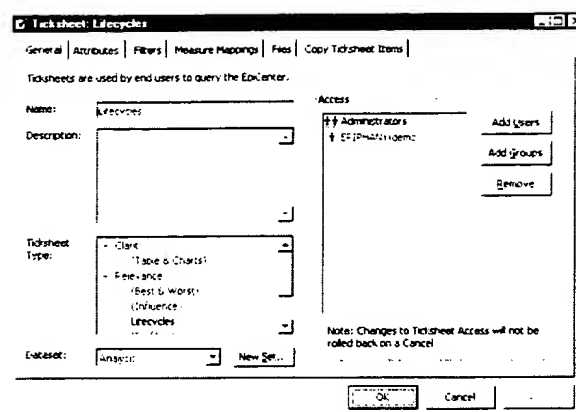 Ticksheet: Lifecycles
General Attributes Filters Measure Mappings Files Copy Ticksheet Items
Ticksheets are used by end users to query the EpiCenter.
Name: Lifecycles
Description:
Ticksheet Type:
Clarity
(Table & Charts)
Relevance
(Best & Worst)
(Influence)
Lifecycles
Dataset: Analysis New Set...
Access
Administrators
EPIPHANY\demo
Add Users
Add Groups
Remove
Note: Changes to Ticksheet Access will not be
rolled back on a Cancel
OK Cancel